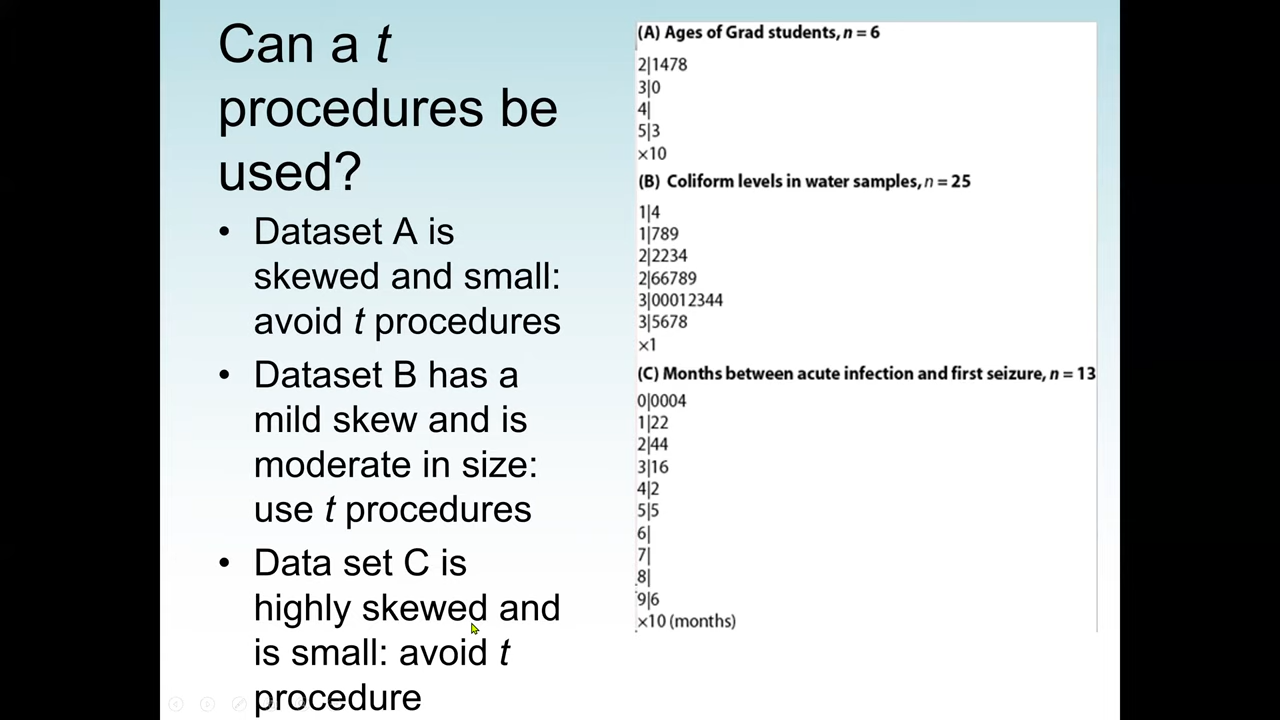 Can a t
procedures be
used?
• Dataset A is
skewed and small:
avoid t procedures
• Dataset B has a
mild skew and is
moderate in size:
use t procedures
• Data set C is
highly skewed and
is small: avoid t
procedure
(A) Ages of Grad students, n = 6
2|1478
3|0
4|
5|3
×10
(B) Coliform levels in water samples, n = 25
1|4
1|789
2|2234
2|66789
3|00012344
3|5678
×1
(C) Months between acute infection and first seizure, n = 13
0|0004
1|22
2|44
3|16
4|2
5|5
6|
7|
8|
9|6
×10 (months)